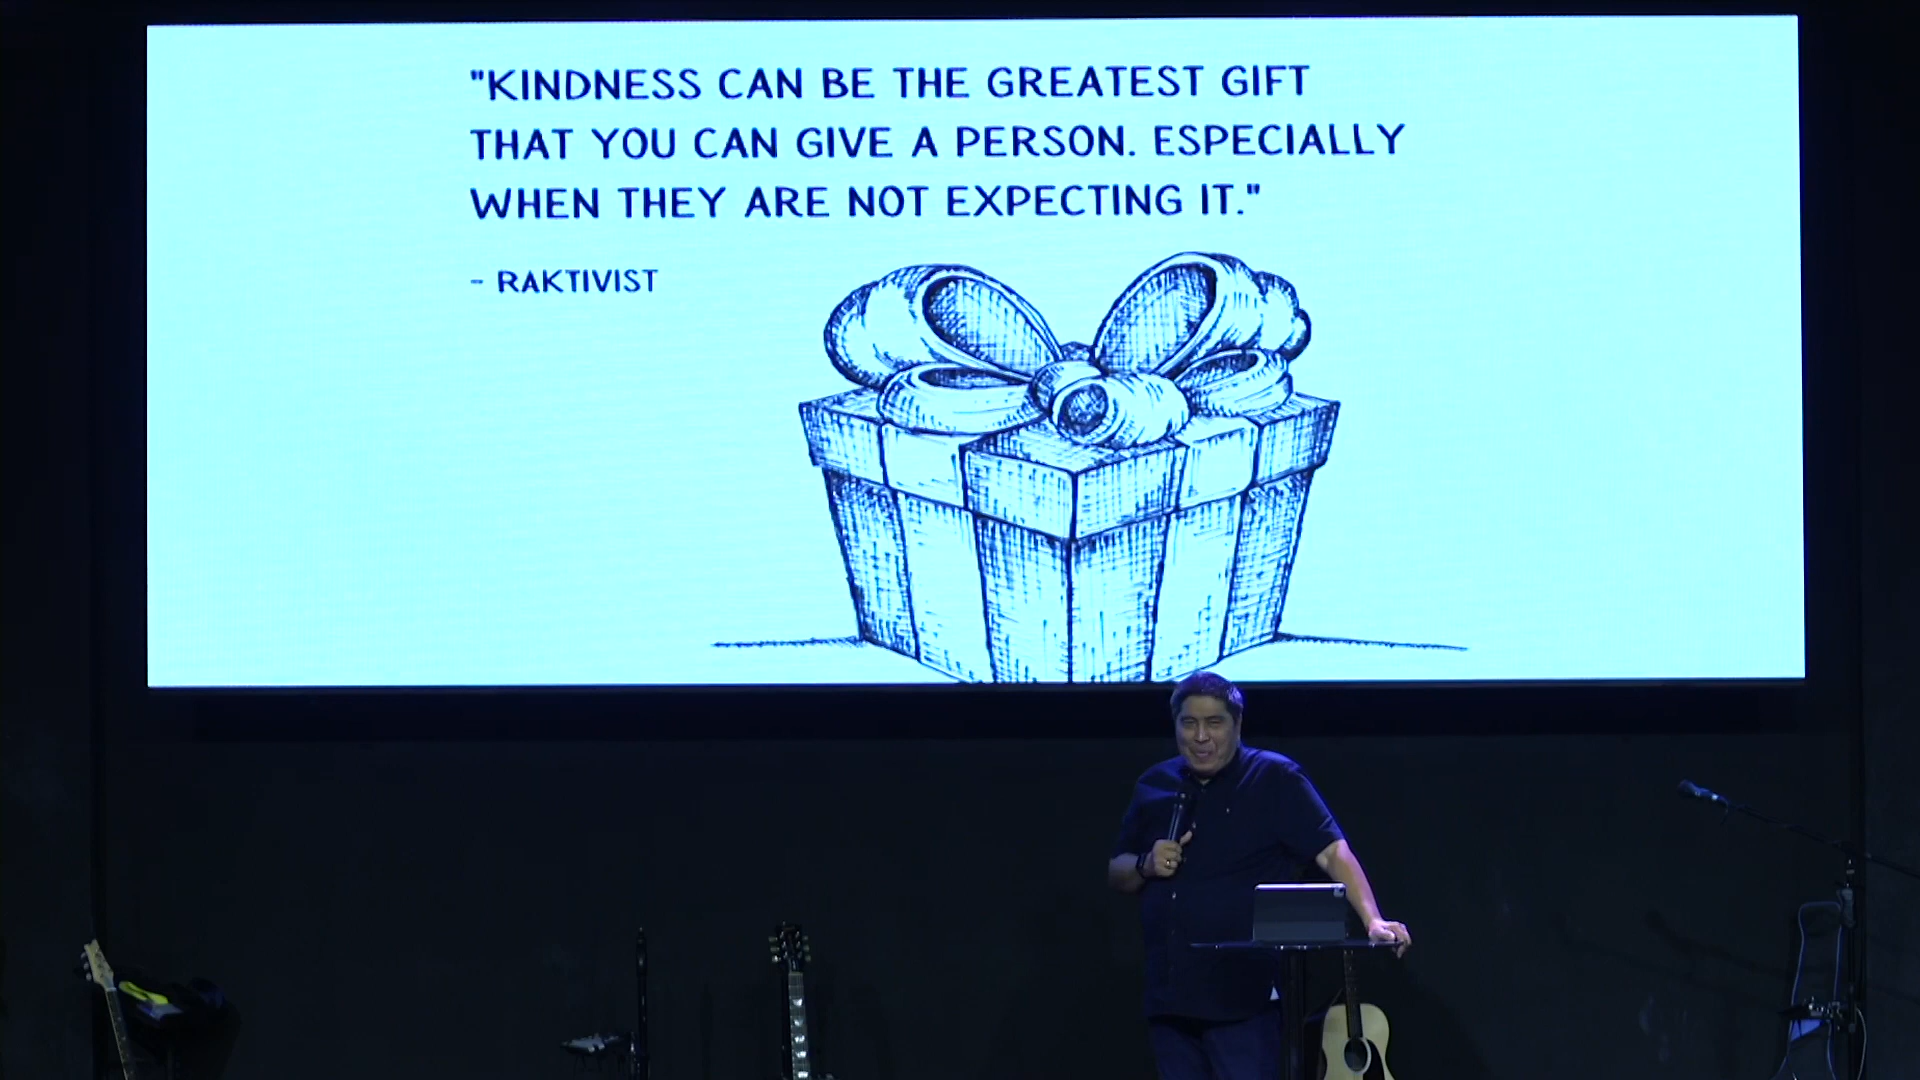 "KINDNESS CAN BE THE GREATEST GIFT
THAT YOU CAN GIVE A PERSON. ESPECIALLY
WHEN THEY ARE NOT EXPECTING IT."
- RAKTIVIST